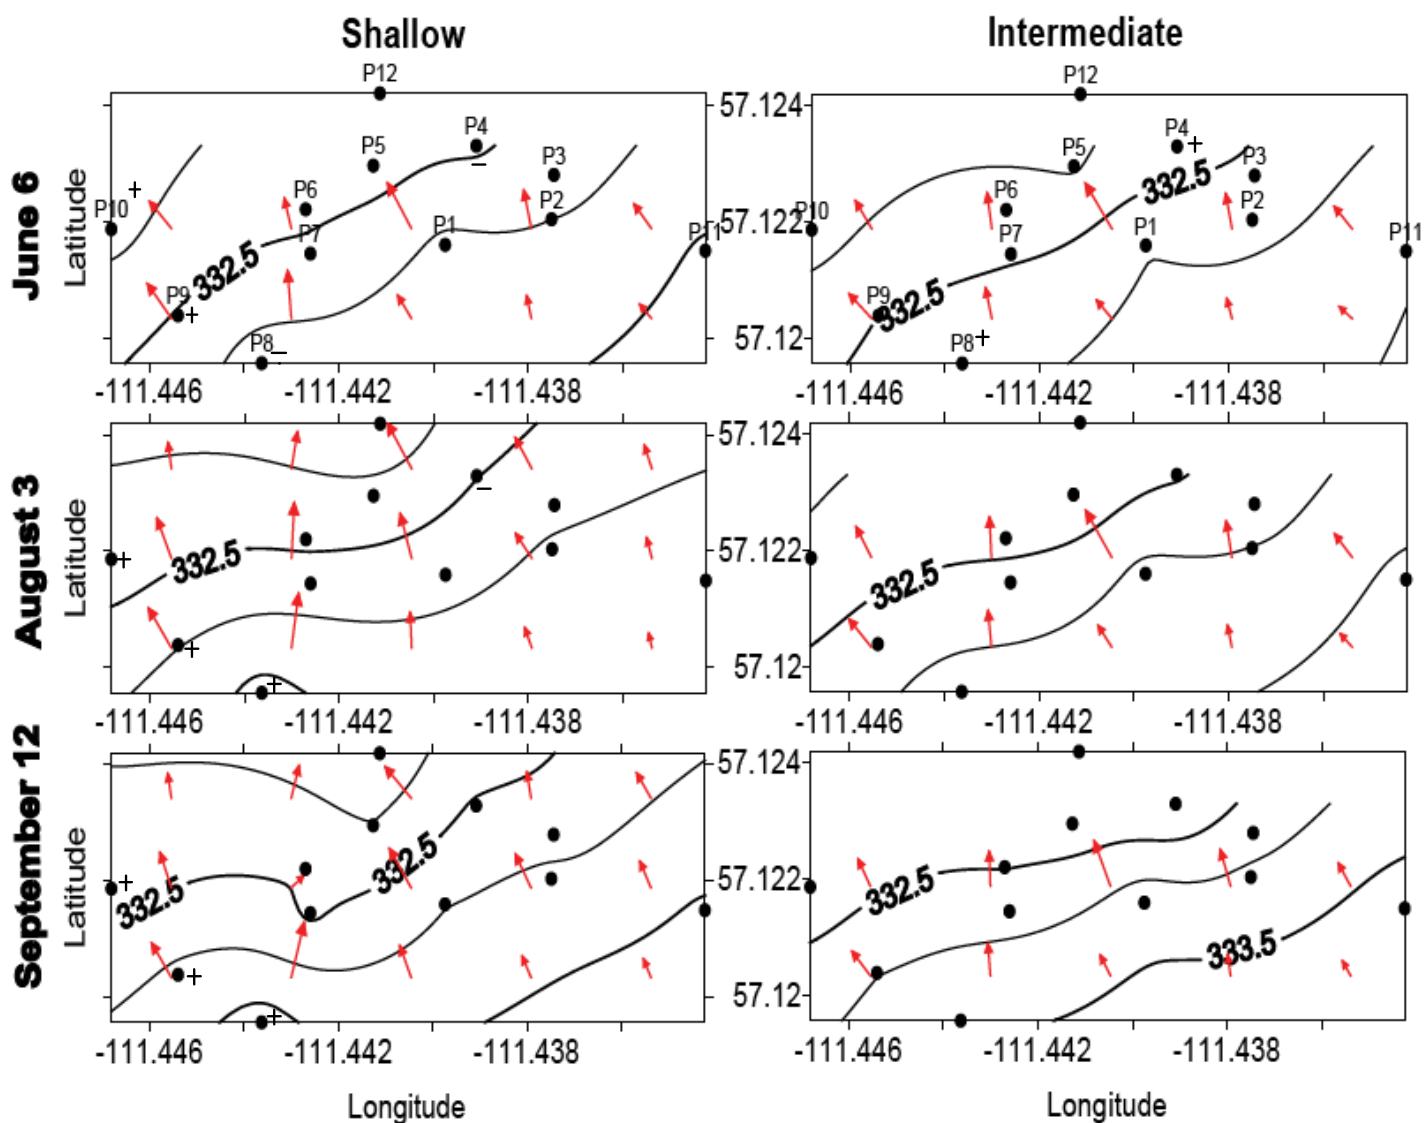 Shallow
Intermediate
June 6
Latitude
P12
P4
–
P5
P3
P6
P2
P10
+
P1
P7
P11
332.5
P9
+
P8
–
57.124
57.122
57.12
-111.446
-111.442
-111.438
P12
P4
+
P5
P3
332.5
P6
P2
P10
P1
P7
P11
P9
332.5
P8
+
-111.446
-111.442
-111.438
August 3
Latitude
–
+
332.5
+
+
57.124
57.122
57.12
-111.446
-111.442
-111.438
332.5
-111.446
-111.442
-111.438
September 12
Latitude
332.5
+
332.5
+
+
57.124
57.122
57.12
-111.446
-111.442
-111.438
332.5
333.5
-111.446
-111.442
-111.438
Longitude
Longitude